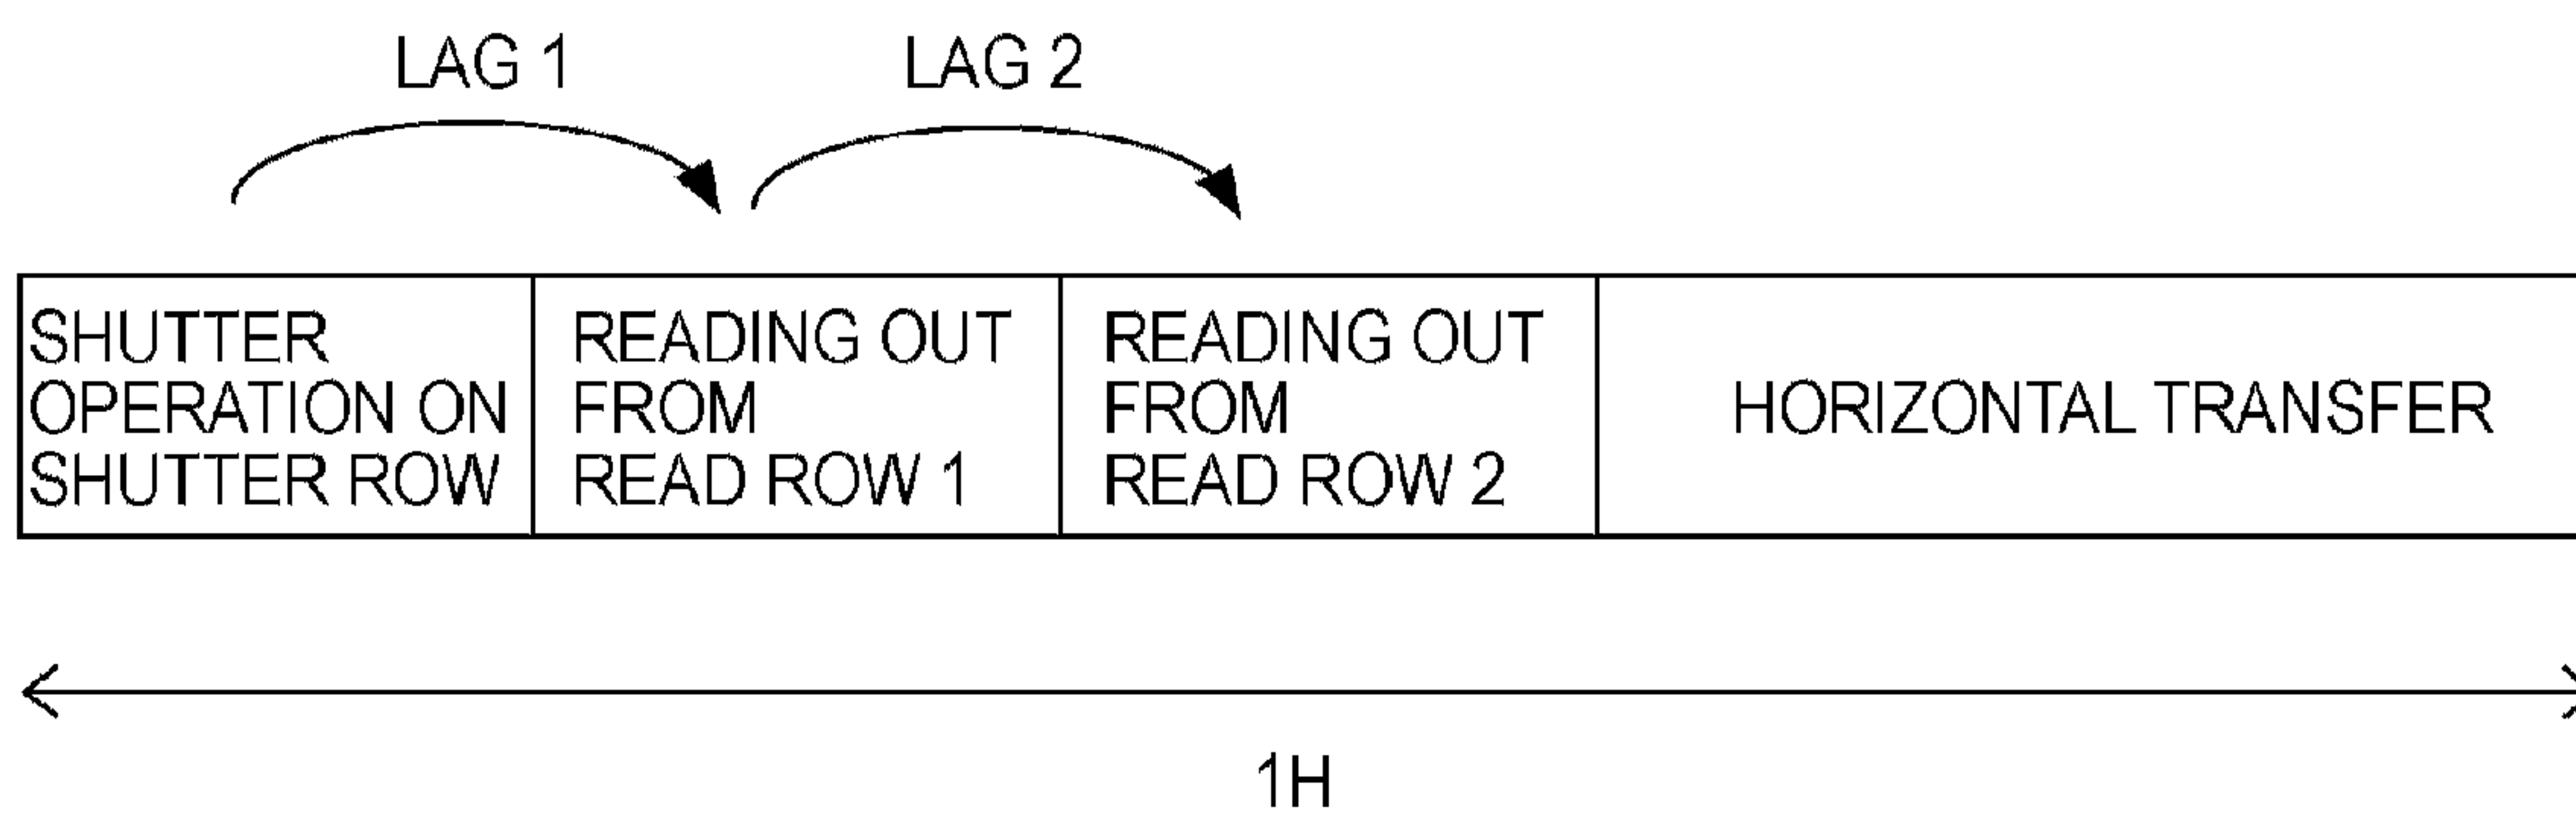 LAG 1
LAG 2
SHUTTER
OPERATION ON
SHUTTER ROW
READING OUT
FROM
READ ROW 1
READING OUT
FROM
READ ROW 2
HORIZONTAL TRANSFER
1H